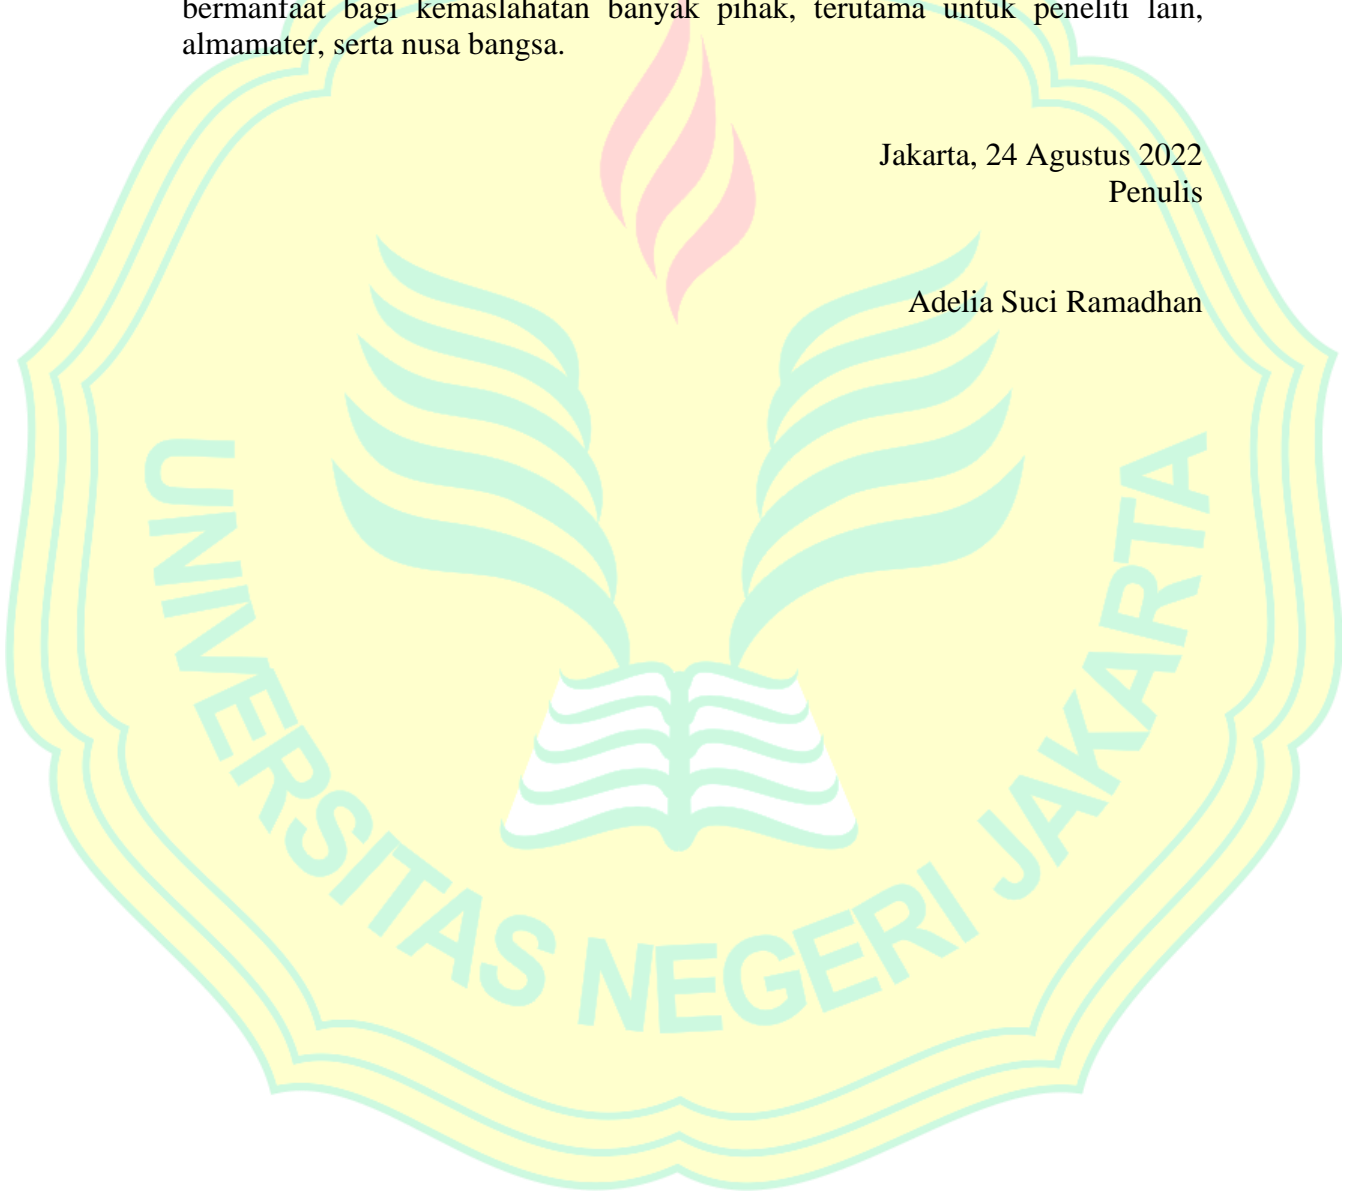 bermanfaat bagi kemaslahatan banyak pihak, terutama untuk peneliti lain,
almamater, serta nusa bangsa.
Jakarta, 24 Agustus 2022
Penulis
Adelia Suci Ramadhan
UNIVERSITAS NEGERI JAKARTA